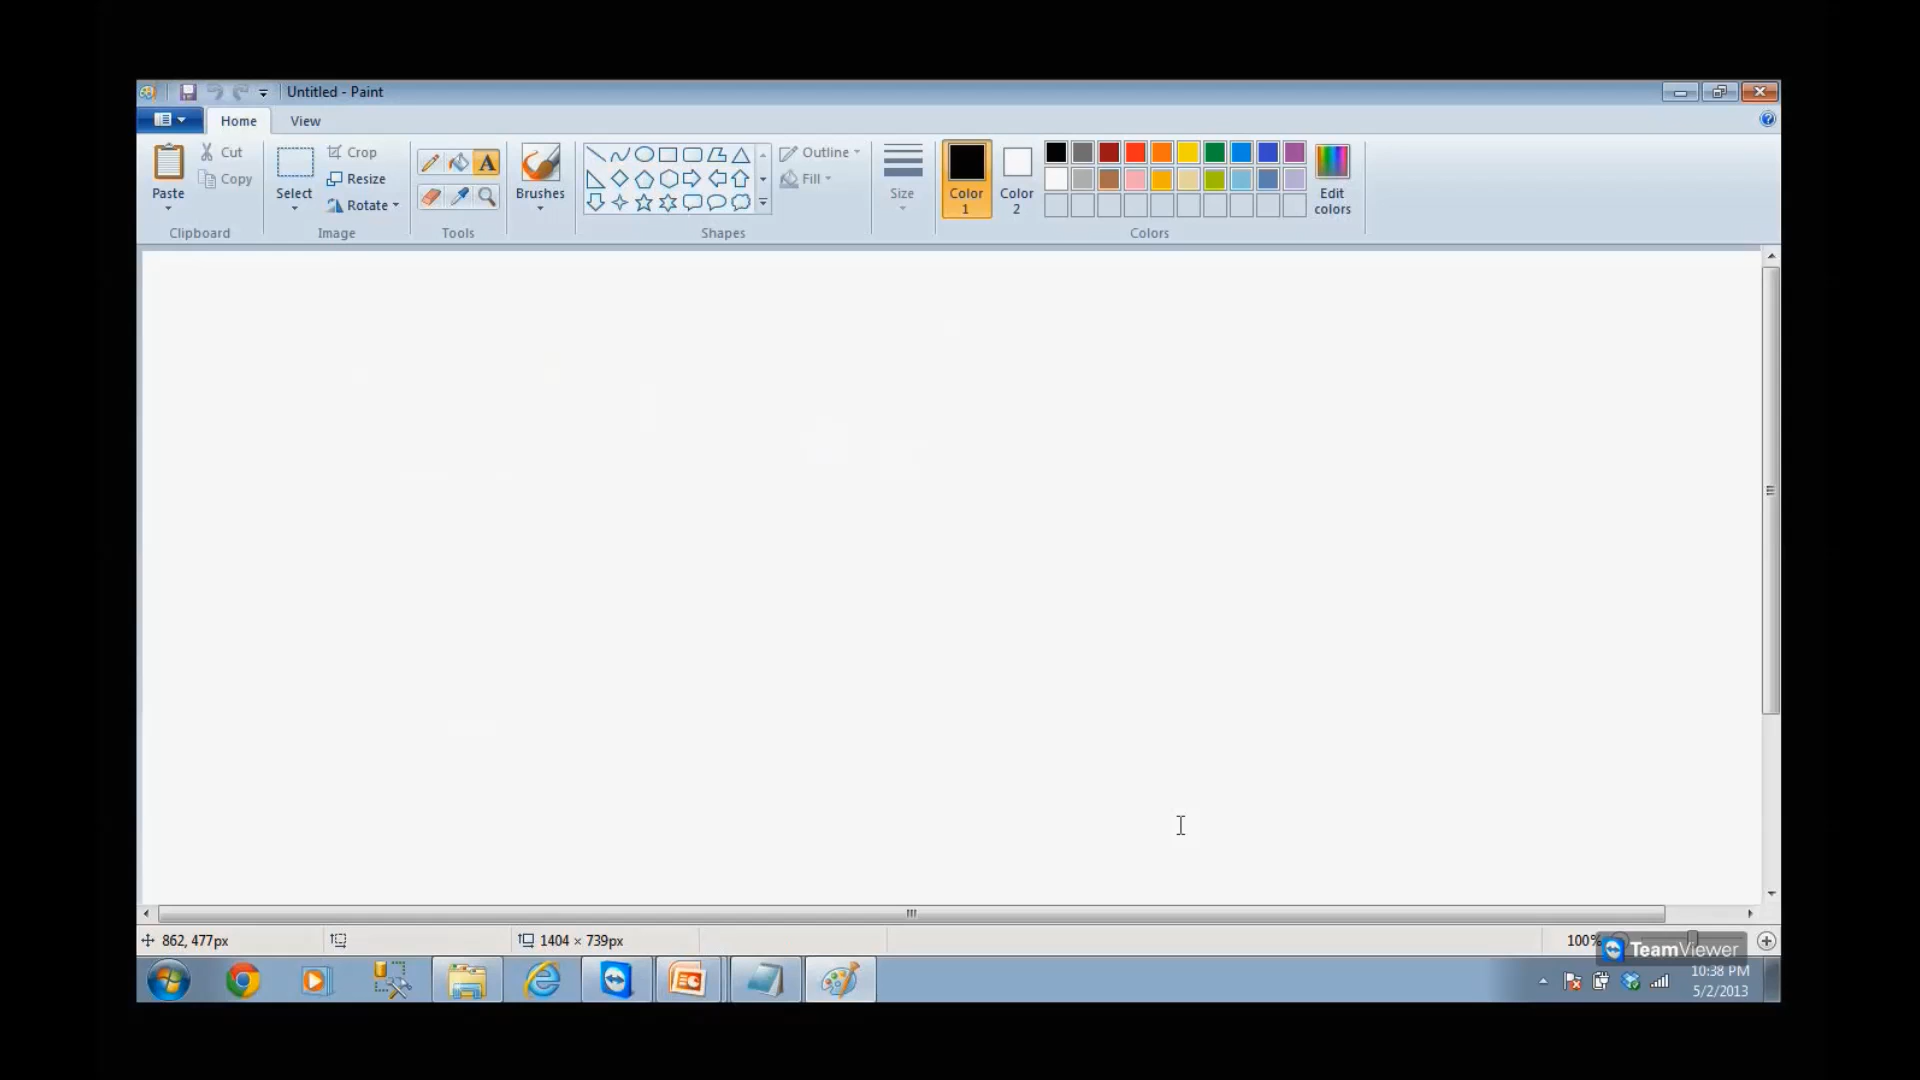 Untitled - Paint
Home View
Paste
Cut
Copy
Clipboard
Select
Crop
Resize
Rotate
Image
A
Tools
Brushes
Shapes
Outline
Fill
Size
Color
1
Color
2
Edit
colors
Colors
862, 477px
1404 × 739px
100%
TeamViewer
10:38 PM
5/2/2013